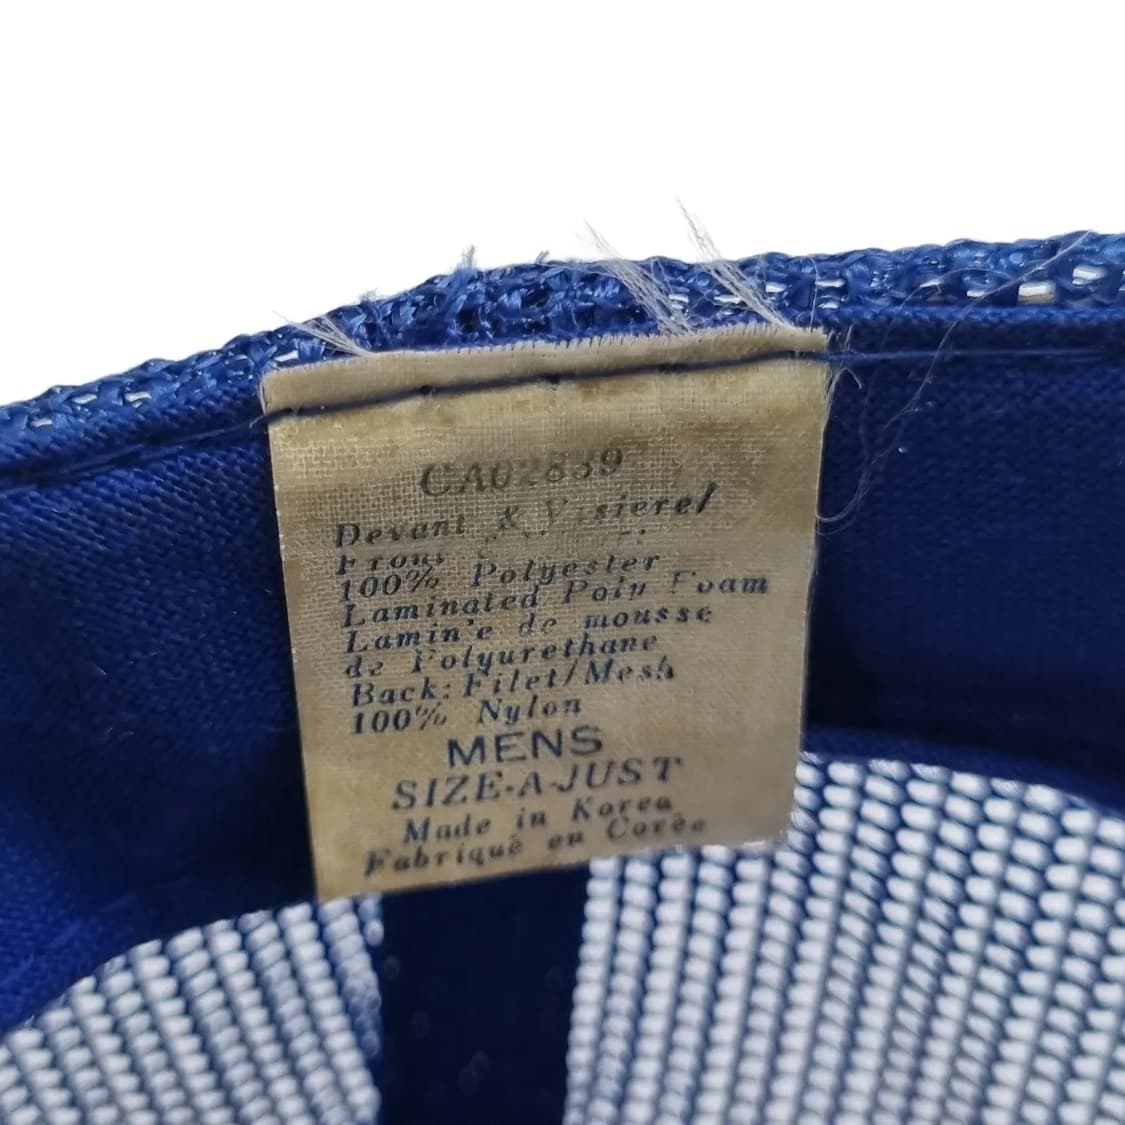 CA02839
Devant & Visiere/
Front
100% Polyester
Laminated Poly Foam
Lamin'e de mousse
de Polyurethane
Back: Filet/Mesh
100% Nylon
MENS
SIZE-A-JUST
Made in Korea
Fabriqué en Corée